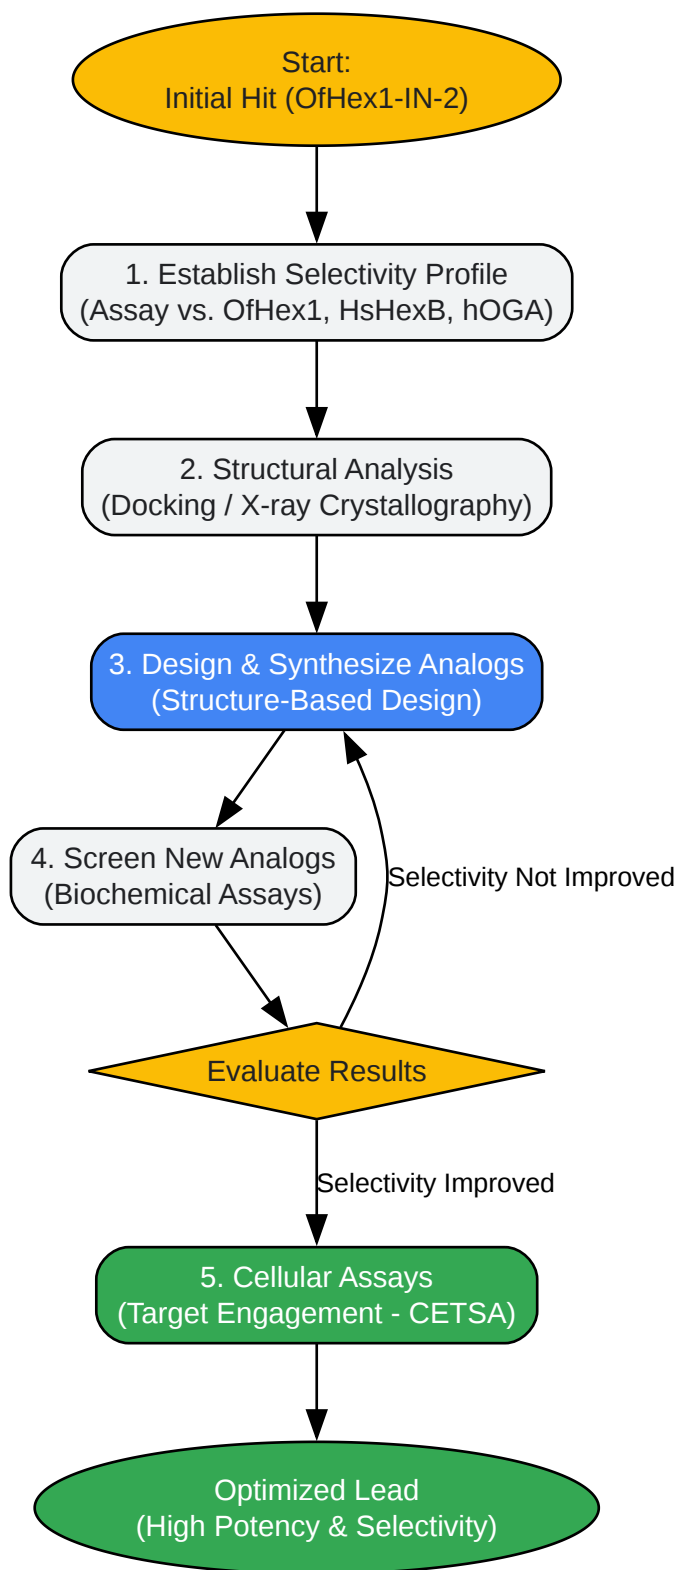 Start:
Initial Hit (OfHex1-IN-2)
1. Establish Selectivity Profile
(Assay vs. OfHex1, HsHexB, hOGA)
2. Structural Analysis
(Docking / X-ray Crystallography)
3. Design & Synthesize Analogs
(Structure-Based Design)
4. Screen New Analogs
(Biochemical Assays)
Selectivity Not Improved
Evaluate Results
Selectivity Improved
5. Cellular Assays
(Target Engagement - CETSA)
Optimized Lead
(High Potency & Selectivity)